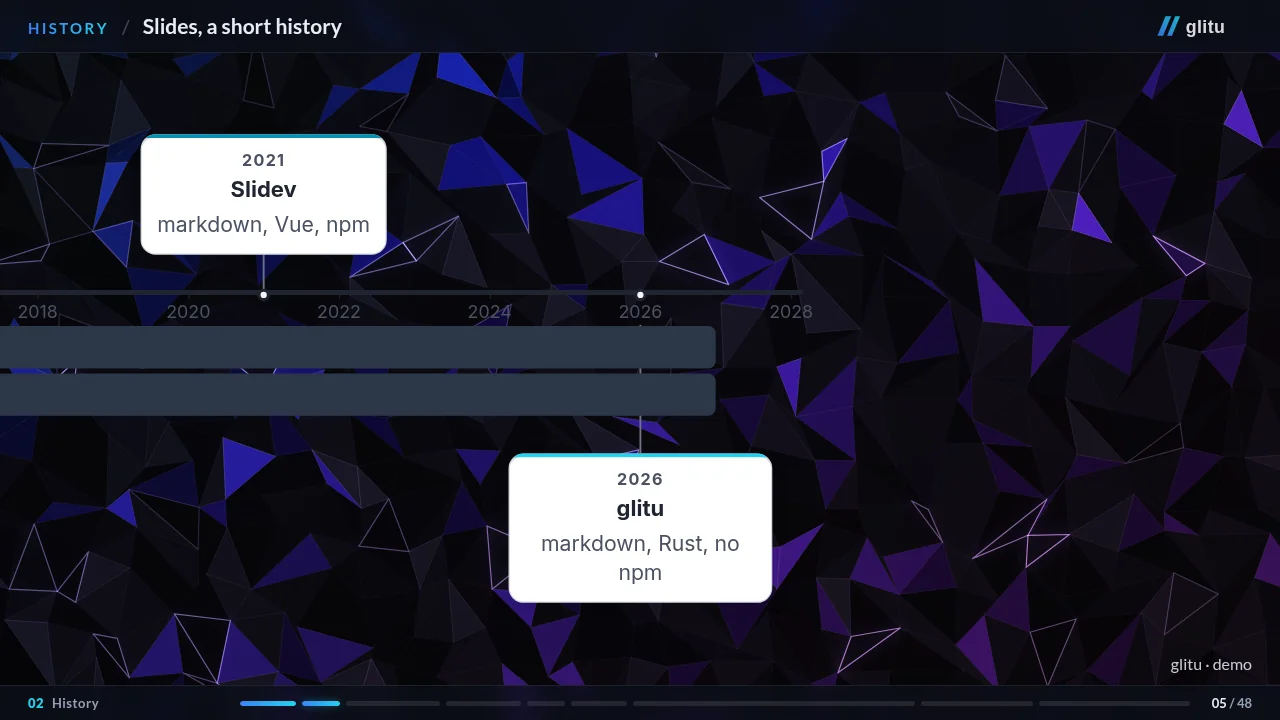 HISTORY / Slides, a short history
glitu
2021
Slidev
markdown, Vue, npm
2018 2020 2022 2024 2026 2028
2026
glitu
markdown, Rust, no
npm
glitu · demo
02 History
05 / 48